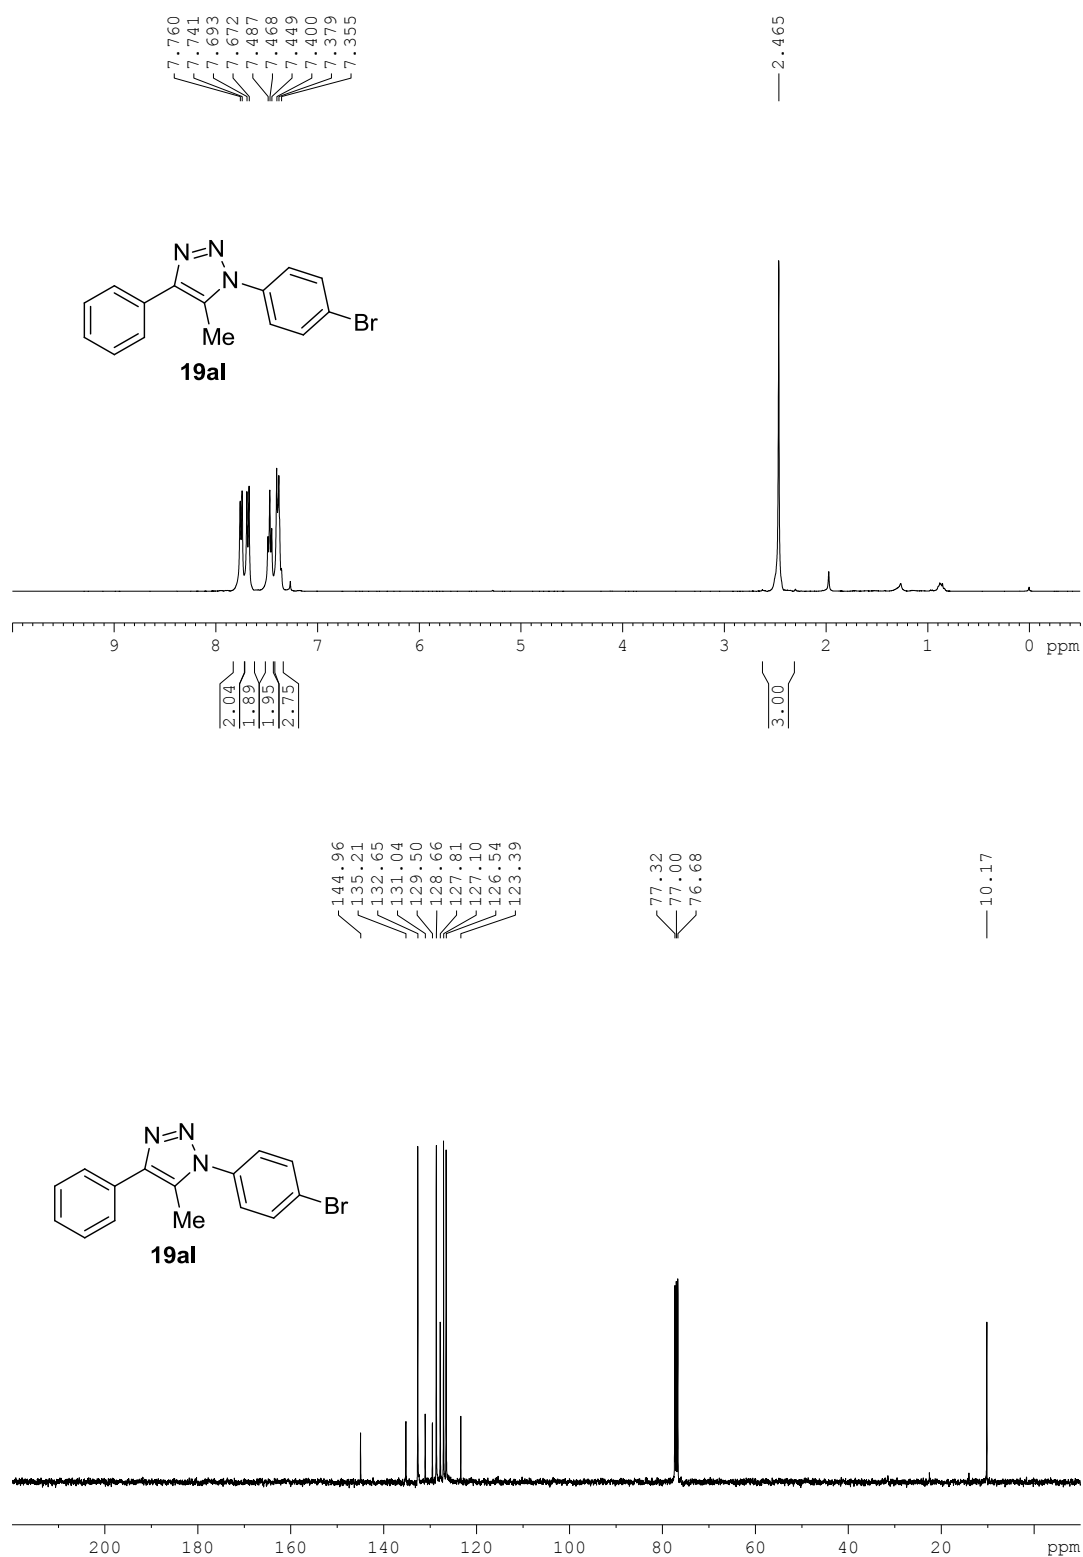 7.760
7.741
7.693
7.672
7.487
7.468
7.449
7.400
7.379
7.355
2.465
N
N
N
Me
Br
19al
9 8 7 6 5 4 3 2 1 0 ppm
2.04
1.89
1.95
2.75
3.00
144.96
135.21
132.65
131.04
129.50
128.66
127.81
127.10
126.54
123.39
77.32
77.00
76.68
10.17
N
N
N
Me
Br
19al
200 180 160 140 120 100 80 60 40 20 ppm